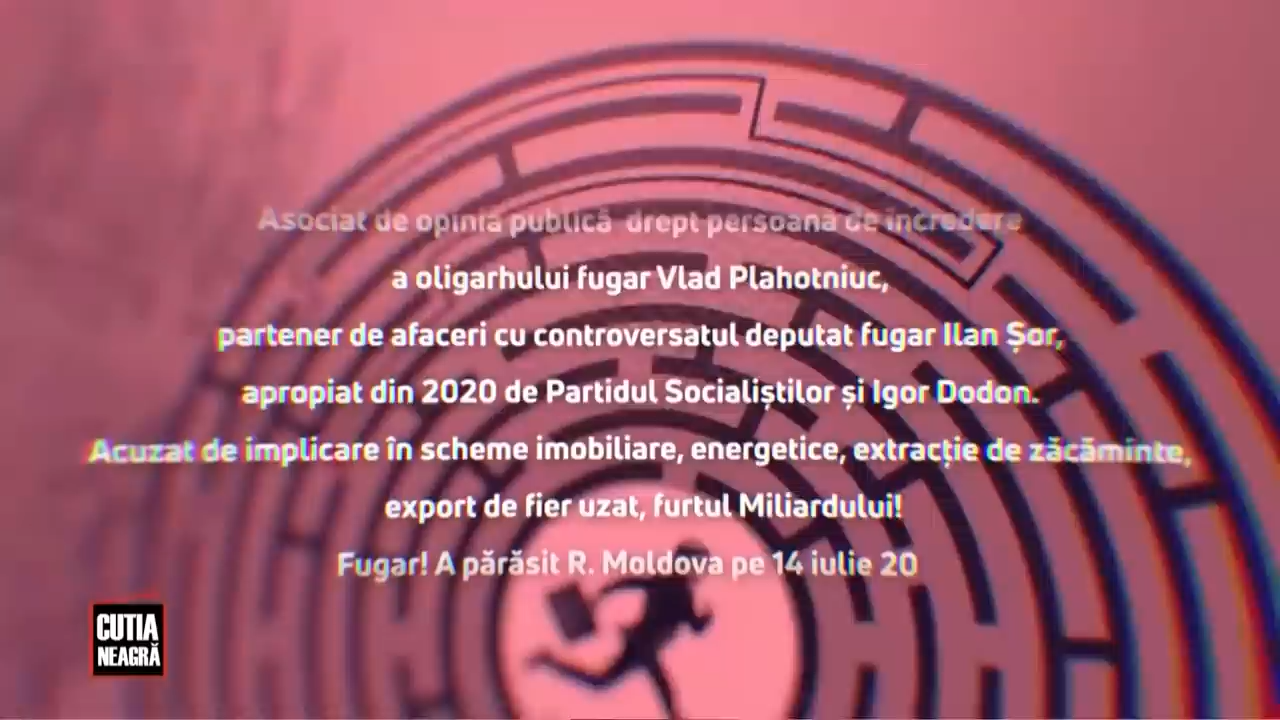 Asociat de opinia publică drept persoana de încredere
a oligarhului fugar Vlad Plahotniuc,
partener de afaceri cu controversatul deputat fugar Ilan Șor,
apropiat din 2020 de Partidul Socialiștilor și Igor Dodon.
Acuzat de implicare în scheme imobiliare, energetice, extracție de zăcăminte,
export de fier uzat, furtul Miliardului!
Fugar! A părăsit R. Moldova pe 14 iulie 20
CUTIA
NEAGRĂ